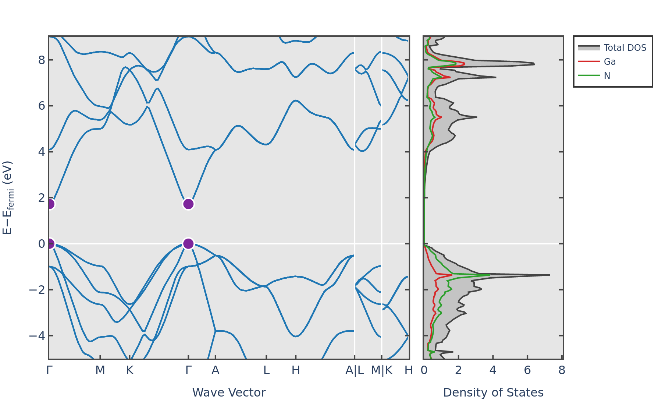 E−E_fermi (eV)
8
6
4
2
0
−2
−4
Γ M K Γ A L H A|L M|K H
Wave Vector
0 2 4 6 8
Density of States
Total DOS
Ga
N